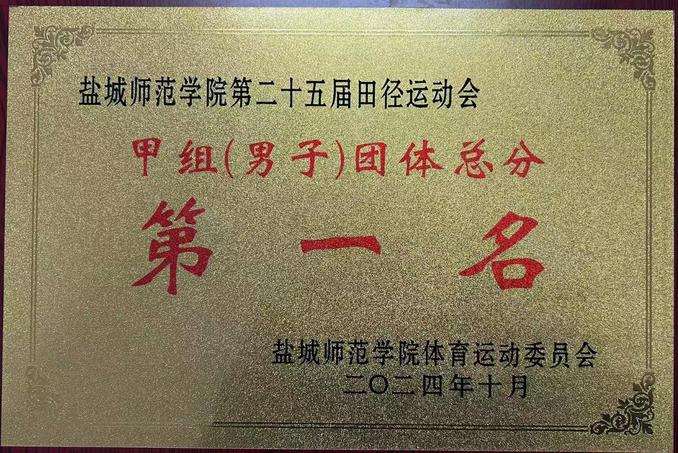 盐城师范学院第二十五届田径运动会
甲组(男子)团体总分
第一名
盐城师范学院体育运动委员会
二〇二四年十月